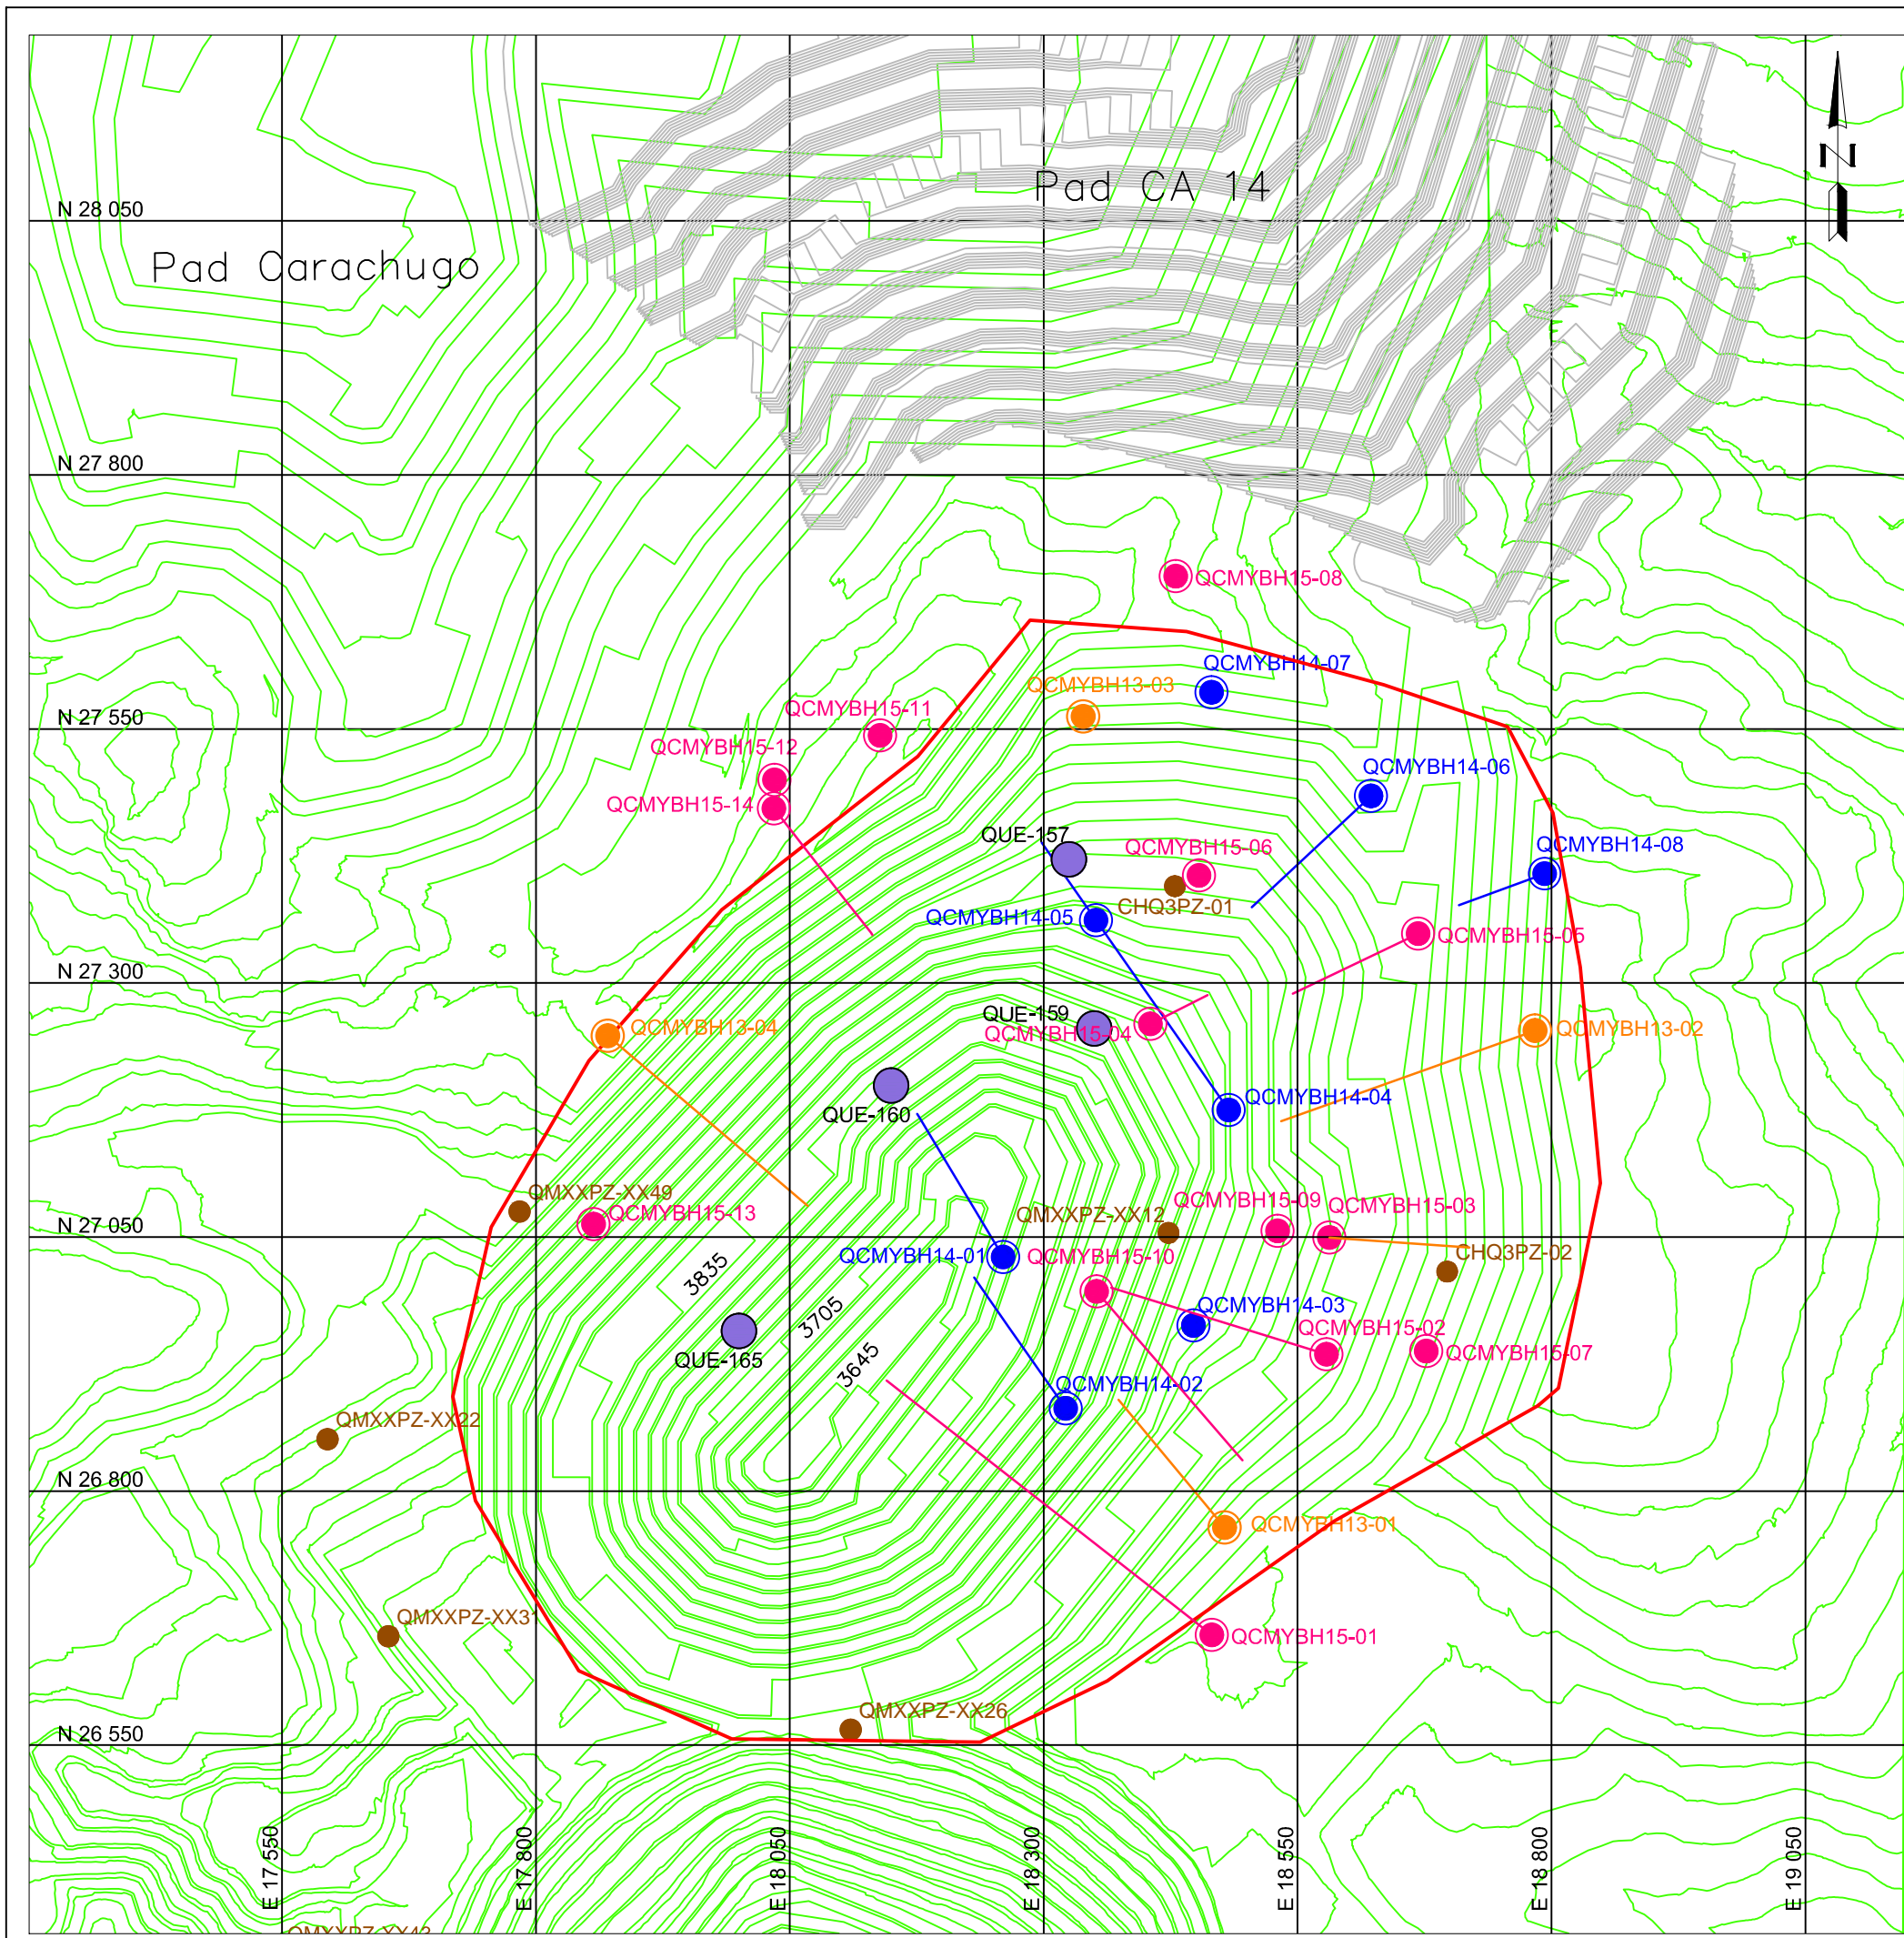 Pad CA 14
N 28 050
Pad Carachugo
N 27 800
QCMYBH15-08
QCMYBH14-07
QCMYBH13-03
QCMYBH15-11
N 27 550
QCMYBH15-12
QCMYBH14-06
QCMYBH15-14
QUE-157
QCMYBH15-06
QCMYBH14-08
CHQ3PZ-01
QCMYBH14-05
QCMYBH15-05
N 27 300
QUE-159
QCMYBH13-04
QCMYBH15-04
QCMYBH13-02
QCMYBH14-04
QUE-160
QMXXPZ-XX49
QCMYBH15-13
QCMYBH15-09
QCMYBH15-03
QMXXPZ-XX12
N 27 050
QCMYBH14-01
QCMYBH15-10
CHQ3PZ-02
3835
3705
QCMYBH14-03
QCMYBH15-02
QCMYBH15-07
QUE-165
3645
QCMYBH14-02
QMXXPZ-XX22
N 26 800
QCMYBH13-01
QMXXPZ-XX31
QCMYBH15-01
QMXXPZ-XX26
N 26 550
E 17 550
E 17 800
E 18 050
E 18 300
E 18 550
E 18 800
E 19 050
QMXXPZ-XX43
N